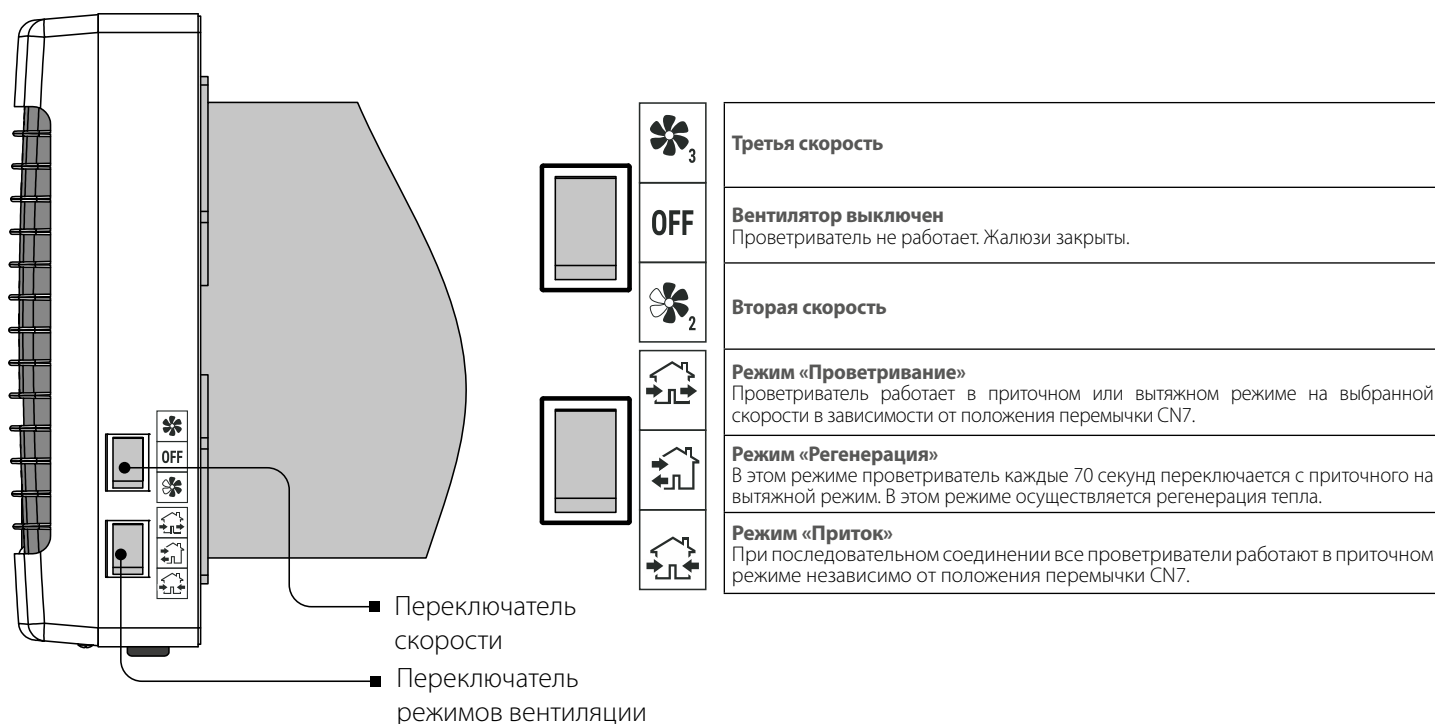 3
Третья скорость
OFF
Вентилятор выключен
Проветриватель не работает. Жалюзи закрыты.
2
Вторая скорость
Режим «Проветривание»
Проветриватель работает в приточном или вытяжном режиме на выбранной
скорости в зависимости от положения перемычки CN7.
Режим «Регенерация»
В этом режиме проветриватель каждые 70 секунд переключается с приточного на
вытяжной режим. В этом режиме осуществляется регенерация тепла.
Режим «Приток»
При последовательном соединении все проветриватели работают в приточном
режиме независимо от положения перемычки CN7.
OFF
Переключатель
скорости
Переключатель
режимов вентиляции